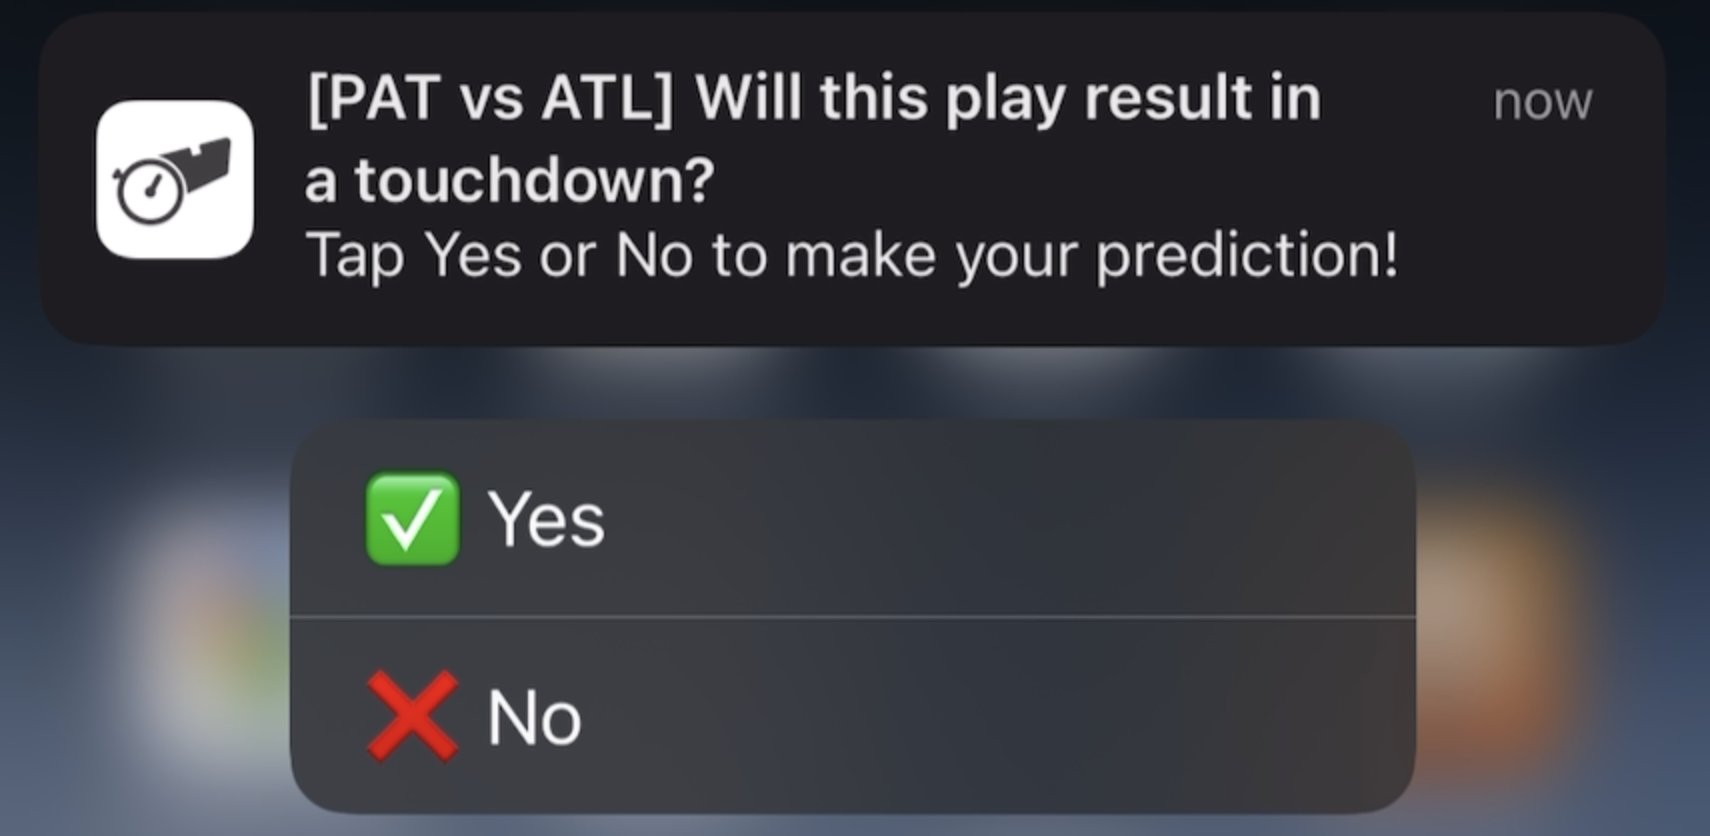 [PAT vs ATL] Will this play result in
now
a touchdown?
Tap Yes or No to make your prediction!
✅ Yes
❌ No